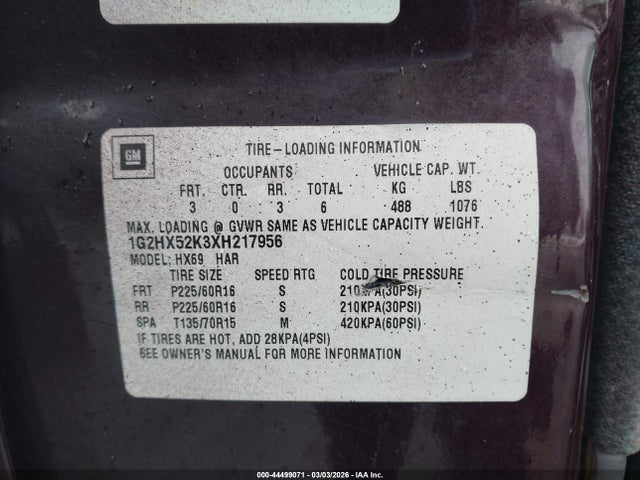 GM
TIRE-LOADING INFORMATION
OCCUPANTS VEHICLE CAP. WT.
FRT. CTR. RR. TOTAL KG LBS
3 0 3 6 488 1076
MAX. LOADING @ GVWR SAME AS VEHICLE CAPACITY WEIGHT.
1G2HX52K3XH217956
MODEL: HX69 HAR
TIRE SIZE SPEED RTG COLD TIRE PRESSURE
FRT P225/60R16 S 210KPA(30PSI)
RR P225/60R16 S 210KPA(30PSI)
SPA T135/70R15 M 420KPA(60PSI)
IF TIRES ARE HOT, ADD 28KPA(4PSI)
SEE OWNER'S MANUAL FOR MORE INFORMATION
000-44499071 - 03/03/2026 - IAA Inc.